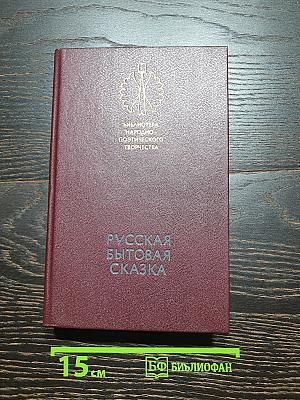 БИБЛИОТЕКА
НАРОДНО-
ПОЭТИЧЕСКОГО
ТВОРЧЕСТВА
РУССКАЯ
БЫТОВАЯ
СКАЗКА
15 см
БФ БИБЛИОФАН